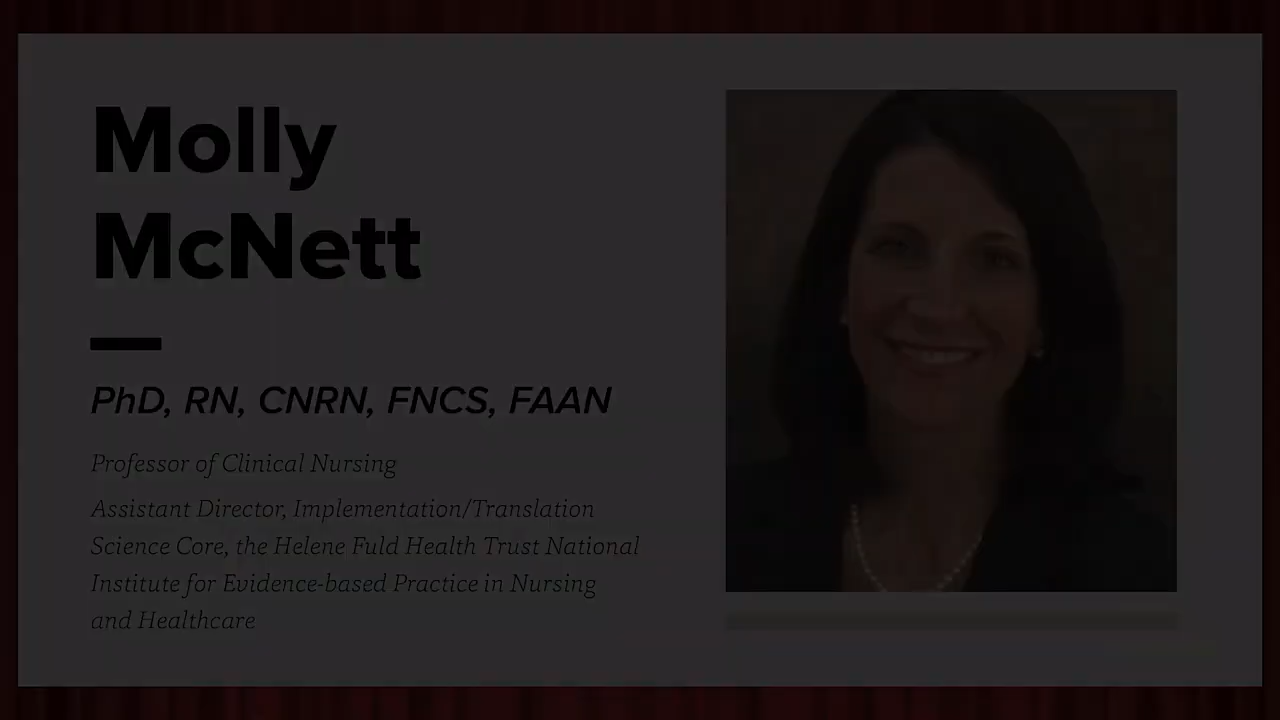 Molly
McNett
PhD, RN, CNRN, FNCS, FAAN
Professor of Clinical Nursing
Assistant Director, Implementation/Translation
Science Core, the Helene Fuld Health Trust National
Institute for Evidence-based Practice in Nursing
and Healthcare